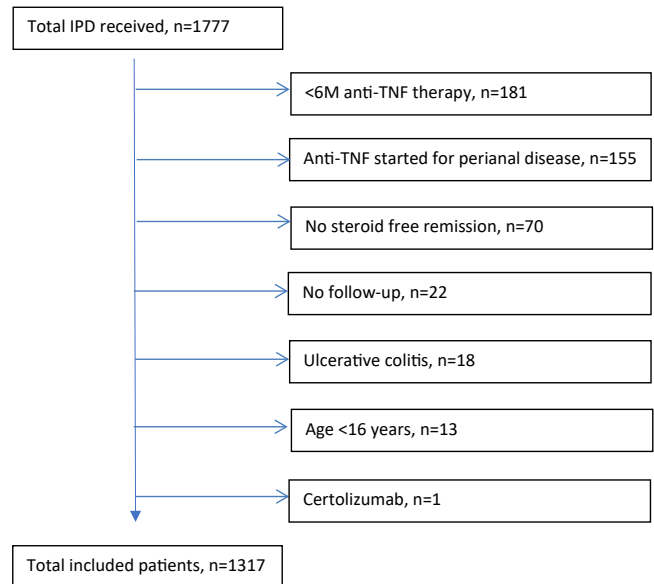 Total IPD received, n=1777
<6M anti-TNF therapy, n=181
Anti-TNF started for perianal disease, n=155
No steroid free remission, n=70
No follow-up, n=22
Ulcerative colitis, n=18
Age <16 years, n=13
Certolizumab, n=1
Total included patients, n=1317